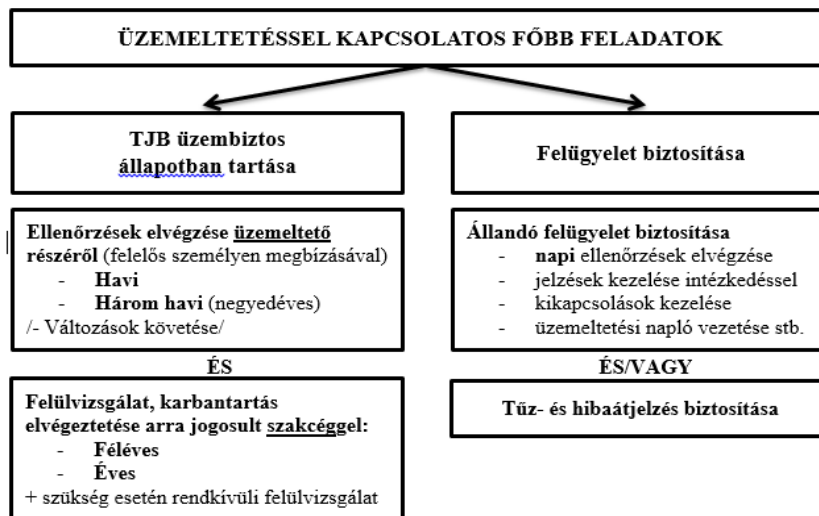 ÜZEMELTETÉSSEL KAPCSOLATOS FŐBB FELADATOK
TJB üzembiztos
állapotban tartása
Ellenőrzések elvégzése üzemeltető
részéről (felelős személyen megbízásával)
- Havi
- Három havi (negyedéves)
/- Változások követése/
ÉS
Felülvizsgálat, karbantartás
elvégeztetése arra jogosult szakcéggel:
- Féléves
- Éves
+ szükség esetén rendkívüli felülvizsgálat
Felügyelet biztosítása
Állandó felügyelet biztosítása
- napi ellenőrzések elvégzése
- jelzések kezelése intézkedéssel
- kikapcsolások kezelése
- üzemeltetési napló vezetése stb.
ÉS/VAGY
Tűz- és hibaátjelzés biztosítása